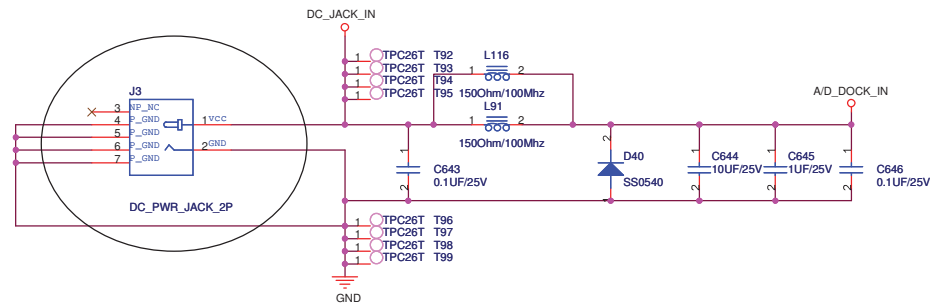 DC_JACK_IN
1 TPC26T T92
1 TPC26T T93
1 TPC26T T94
1 TPC26T T95
L116
1 2
150Ohm/100Mhz
L91
1 2
150Ohm/100Mhz
A/D_DOCK_IN
J3
3 NP_NC
4 P_GND
5 P_GND
6 P_GND
7 P_GND
1 VCC
2 GND
DC_PWR_JACK_2P
1
C643
0.1UF/25V
2
2
D40
SS0540
1
1
C644
10UF/25V
2
1
C645
1UF/25V
2
1
C646
0.1UF/25V
2
1 TPC26T T96
1 TPC26T T97
1 TPC26T T98
1 TPC26T T99
GND